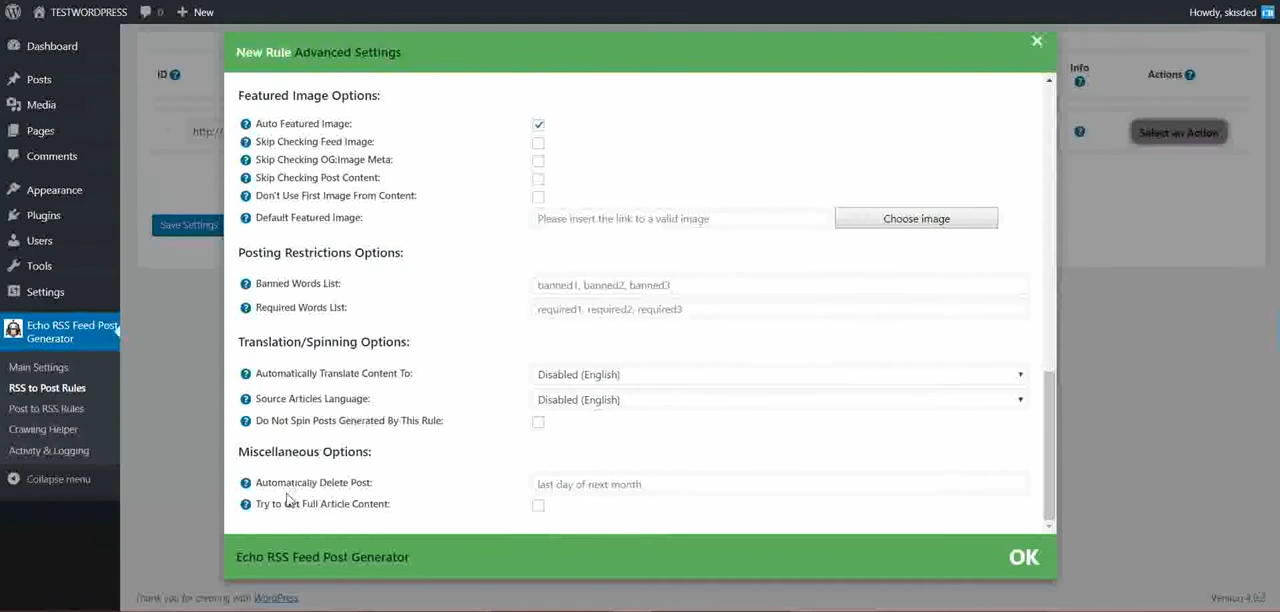 TESTWORDPRESS 0 New Howdy, skisded
Dashboard
Posts
Media
Pages
Comments
Appearance
Plugins
Users
Tools
Settings
Echo RSS Feed Post
Generator
Main Settings
RSS to Post Rules
Post to RSS Rules
Crawling Helper
Activity & Logging
Collapse menu
ID
http://
Save Settings
New Rule Advanced Settings
Featured Image Options:
Auto Featured Image:
Skip Checking Feed Image:
Skip Checking OG:Image Meta:
Skip Checking Post Content:
Don't Use First Image From Content:
Default Featured Image: Please insert the link to a valid image Choose image
Posting Restrictions Options:
Banned Words List: banned1, banned2, banned3
Required Words List: required1, required2, required3
Translation/Spinning Options:
Automatically Translate Content To: Disabled (English)
Source Articles Language: Disabled (English)
Do Not Spin Posts Generated By This Rule:
Miscellaneous Options:
Automatically Delete Post: last day of next month
Try to Get Full Article Content:
Echo RSS Feed Post Generator OK
Info Actions
Select an Action
Thank you for creating with WordPress